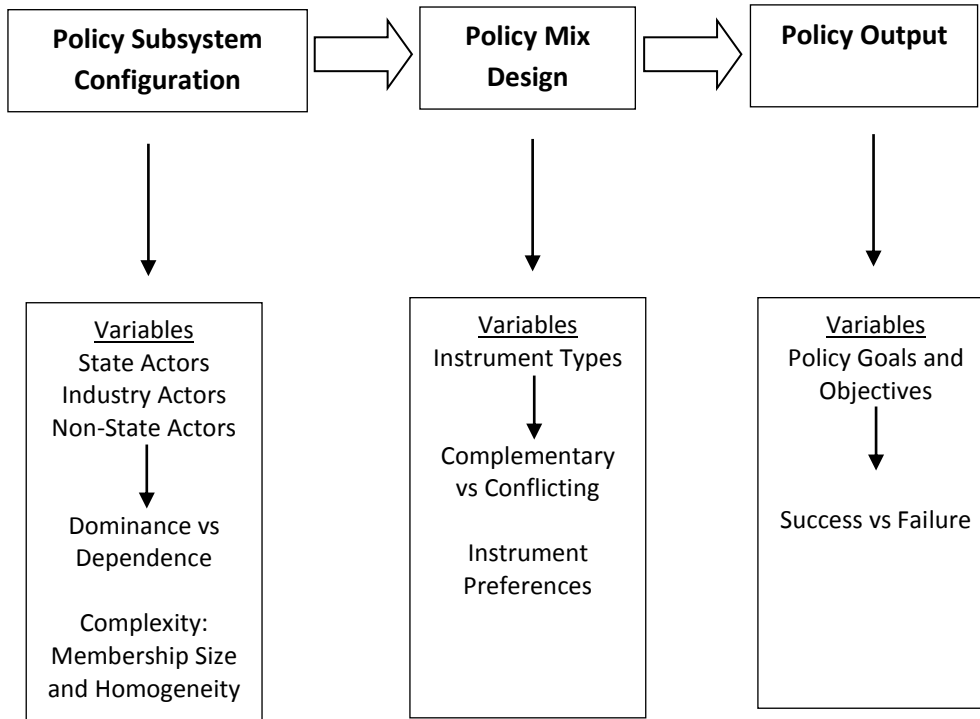 Policy Subsystem
Configuration
Policy Mix
Design
Policy Output
Variables
State Actors
Industry Actors
Non-State Actors
Dominance vs
Dependence
Complexity:
Membership Size
and Homogeneity
Variables
Instrument Types
Complementary
vs Conflicting
Instrument
Preferences
Variables
Policy Goals and
Objectives
Success vs Failure